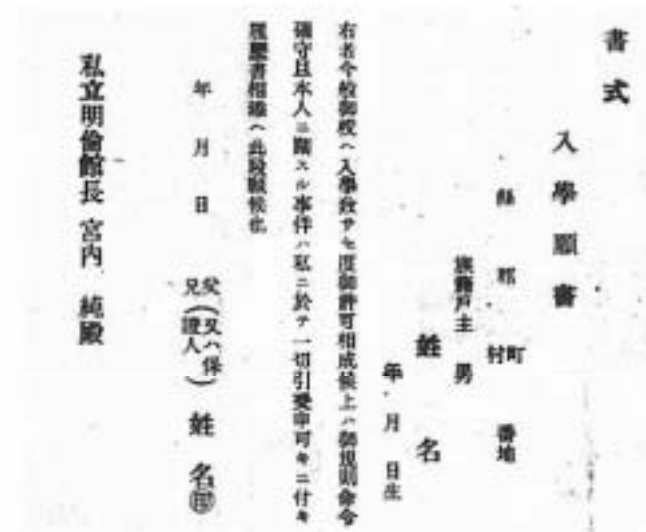 書式
入學願書
縣 郡 町村 番地
族籍戸主 男
姓 名
年 月 日生
右者今般御校ヘ入學致サセ度御許可相成候上ハ御規則命令
確守且本人ニ關スル事件ハ私ニ於テ一切引受申可キニ付キ
履歷書相添ヘ此段願候也
年 月 日
父兄(又ハ保證人) 姓 名㊞
私立明倫館長 宮内 純殿